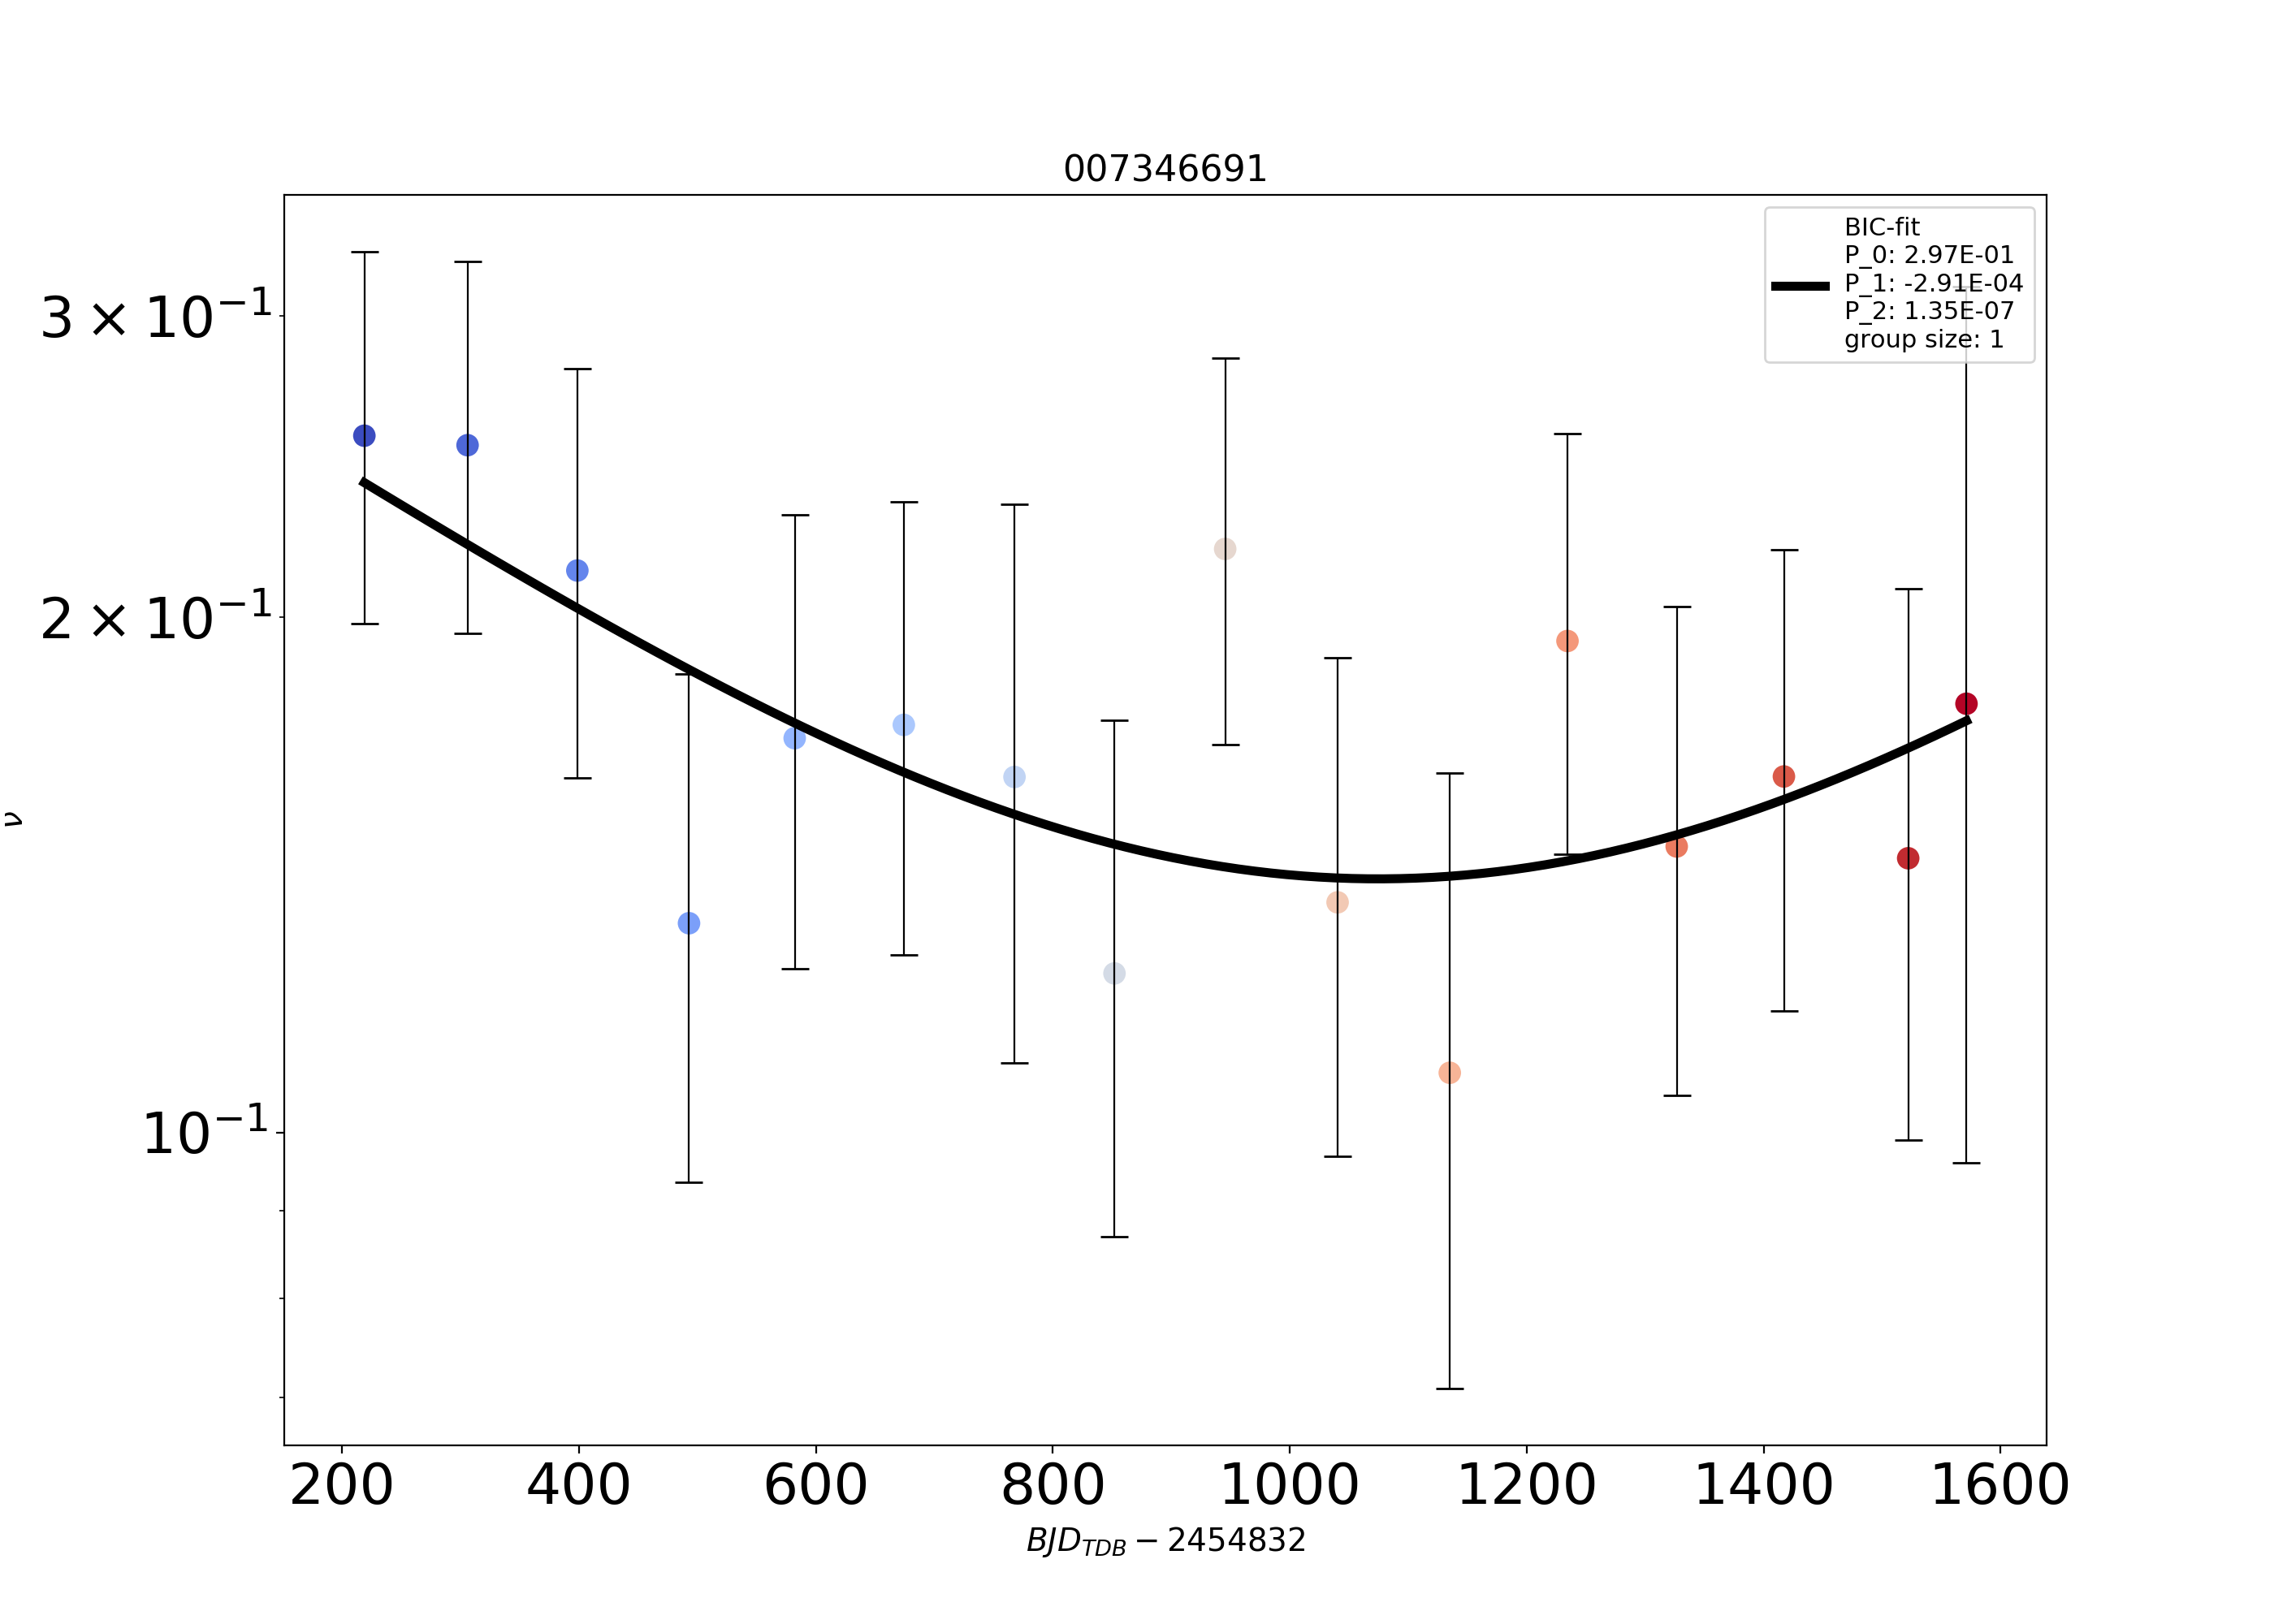 007346691
BIC-fit
P_0: 2.97E-01
P_1: -2.91E-04
P_2: 1.35E-07
group size: 1
3 × 10⁻¹
2 × 10⁻¹
10⁻¹
ν
200 400 600 800 1000 1200 1400 1600
BJD_TDB − 2454832